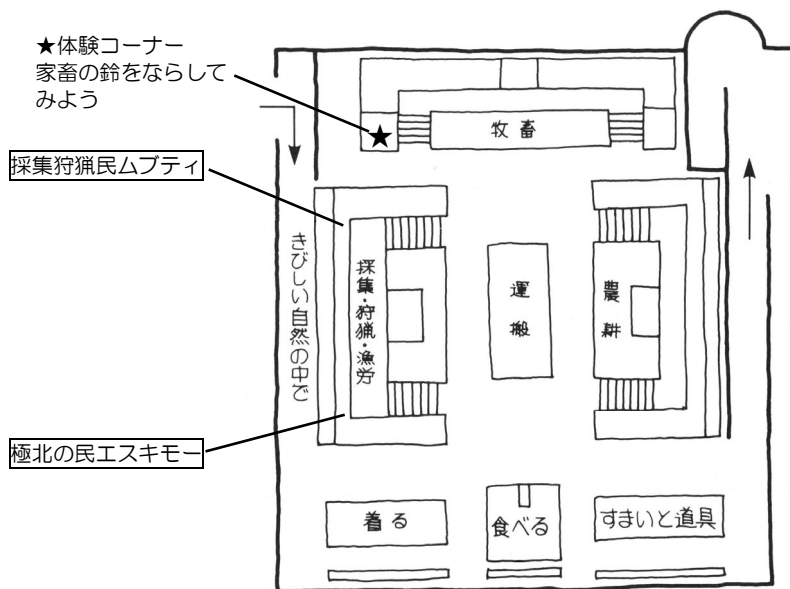 ★体験コーナー
家畜の鈴をならして
みよう
★
牧畜
採集狩猟民ムブティ
きびしい自然の中で
採集・狩猟・漁労
運搬
農耕
極北の民エスキモー
着る
食べる
すまいと道具